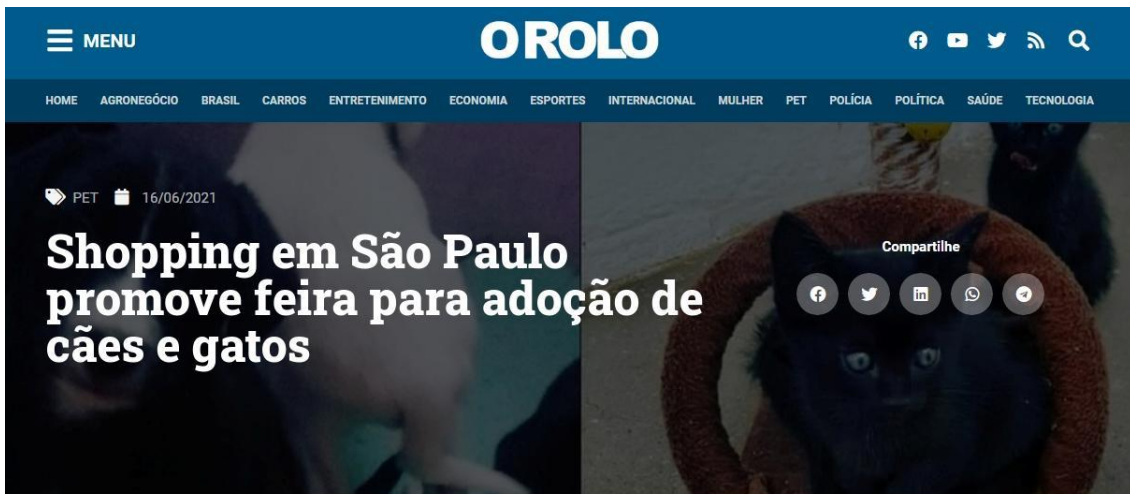 MENU
O ROLO
HOME AGRONEGÓCIO BRASIL CARROS ENTRETENIMENTO ECONOMIA ESPORTES INTERNACIONAL MULHER PET POLÍCIA POLÍTICA SAÚDE TECNOLOGIA
PET 16/06/2021
Shopping em São Paulo
promove feira para adoção de
cães e gatos
Compartilhe